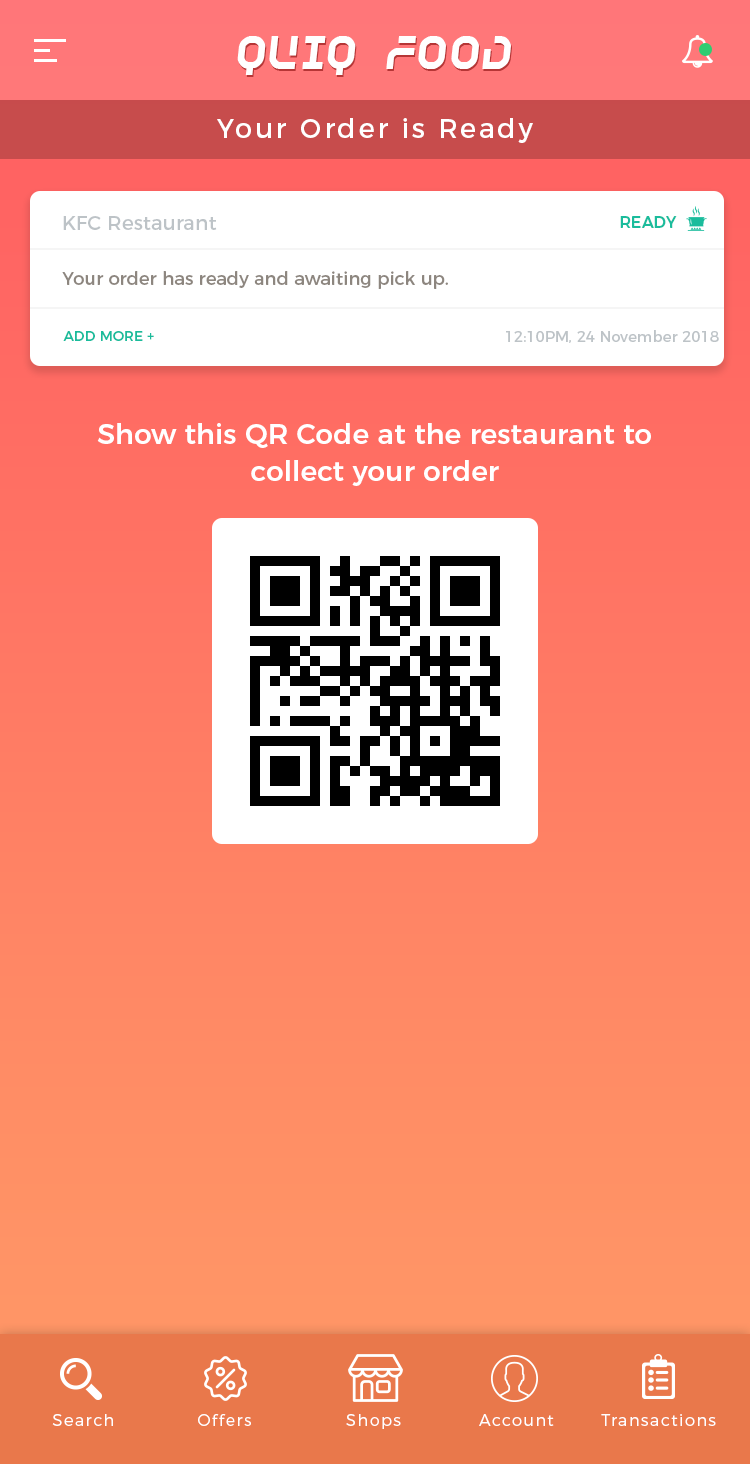 QUIQ FOOD
Your Order is Ready
KFC Restaurant
READY
Your order has ready and awaiting pick up.
ADD MORE +
12:10PM, 24 November 2018
Show this QR Code at the restaurant to
collect your order
Search
Offers
Shops
Account
Transactions